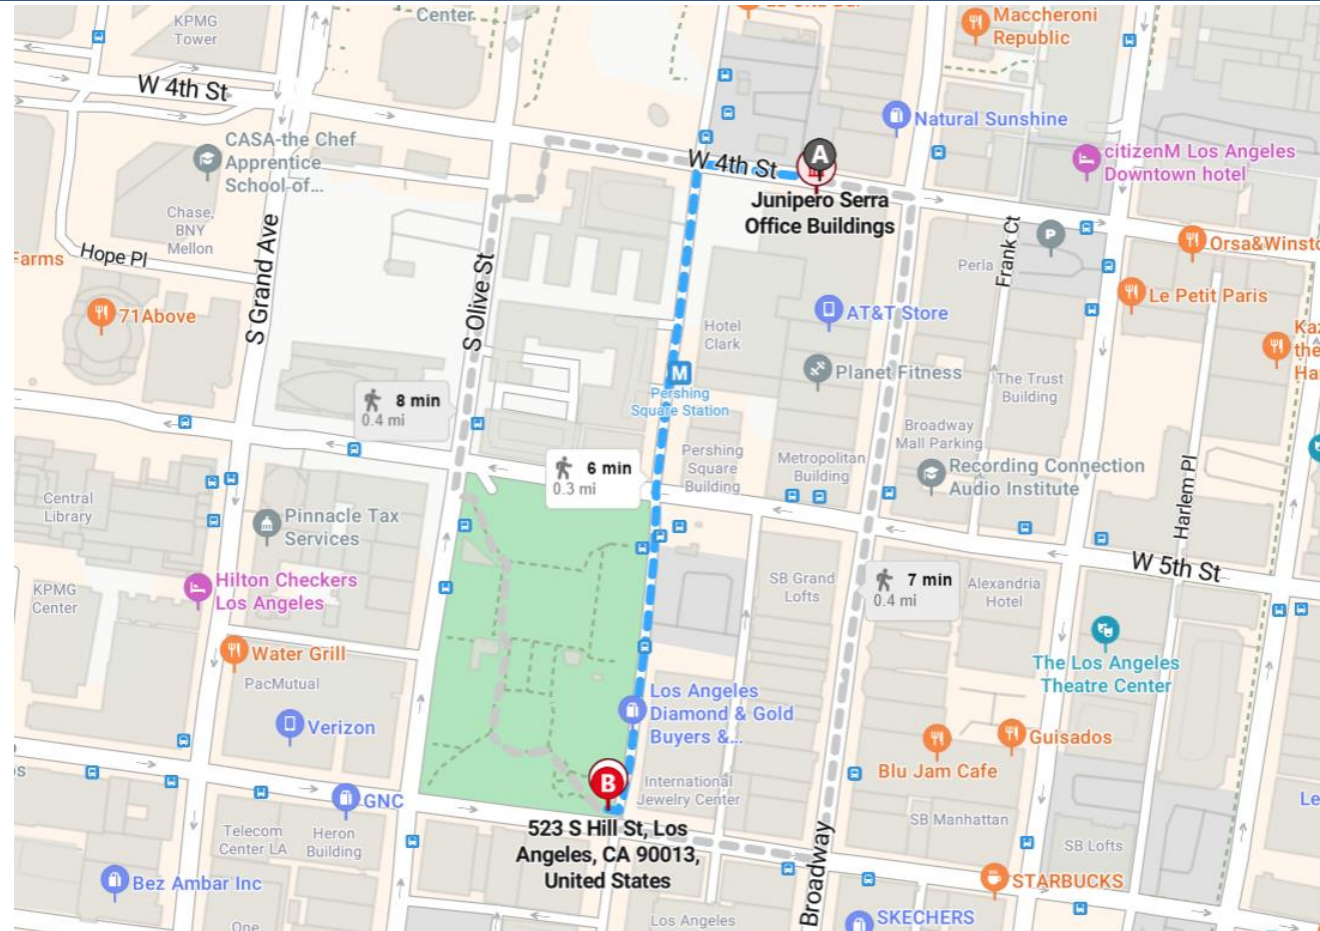 Center
KPMG
Tower
Maccheroni
Republic
W 4th St
Natural Sunshine
CASA-the Chef
Apprentice
School of...
W 4th St
A
citizenM Los Angeles
Downtown hotel
Junipero Serra
Office Buildings
Chase,
BNY
Mellon
Hope Pl
Farms
S Grand Ave
S Olive St
Perla
Frank Ct
P
Orsa&Winsto
71Above
Hotel
Clark
AT&T Store
Le Petit Paris
Kaz
the
Ha
M
Pershing
Square Station
Planet Fitness
The Trust
Building
8 min
0.4 mi
Broadway
Mall Parking
Pershing
Square
Building
Metropolitan
Building
6 min
0.3 mi
Recording Connection
Audio Institute
Harlem Pl
Central
Library
Pinnacle Tax
Services
W 5th St
KPMG
Center
Hilton Checkers
Los Angeles
SB Grand
Lofts
7 min
0.4 mi
Alexandria
Hotel
Water Grill
The Los Angeles
Theatre Center
PacMutual
Verizon
Los Angeles
Diamond & Gold
Buyers &...
Guisados
Blu Jam Cafe
B
International
Jewelry Center
GNC
Le
523 S Hill St, Los
Angeles, CA 90013,
United States
Telecom
Center LA
Heron
Building
Broadway
SB Manhattan
SB Lofts
Bez Ambar Inc
STARBUCKS
One
Los Angeles
SKECHERS